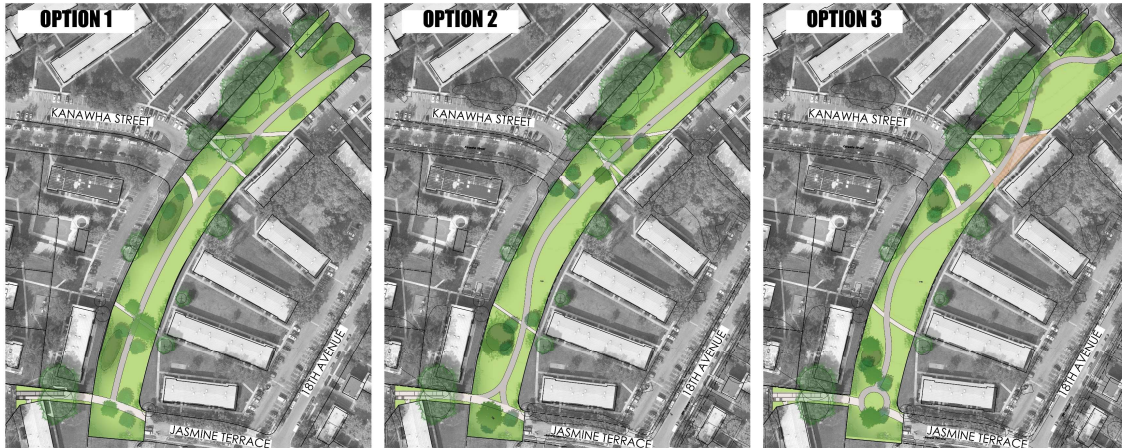 OPTION 1
KANAWHA STREET
18TH AVENUE
JASMINE TERRACE
OPTION 2
KANAWHA STREET
18TH AVENUE
JASMINE TERRACE
OPTION 3
KANAWHA STREET
18TH AVENUE
JASMINE TERRACE